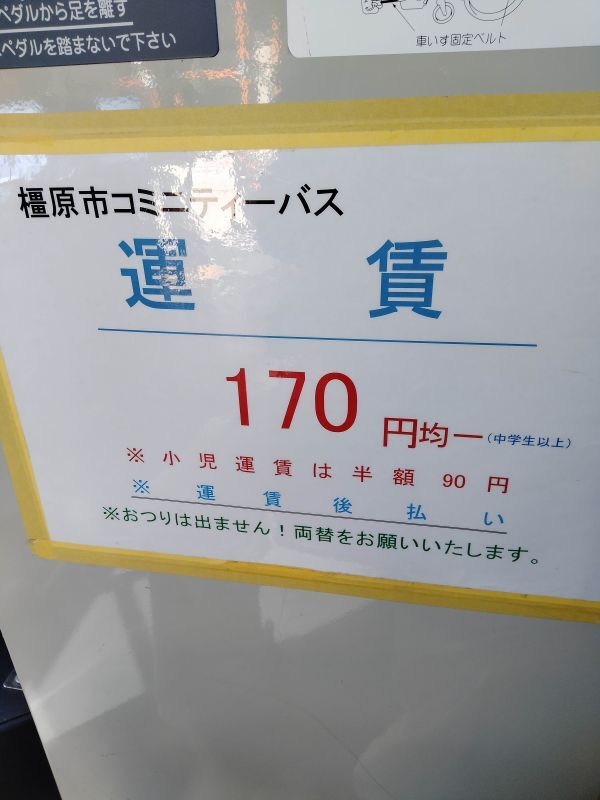 ペダルから足を離す
ペダルを踏まないで下さい
車いす固定ベルト
橿原市コミニティーバス
運賃
170円均一(中学生以上)
※小児運賃は半額90円
※運賃後払い
※おつりは出ません!両替をお願いいたします。